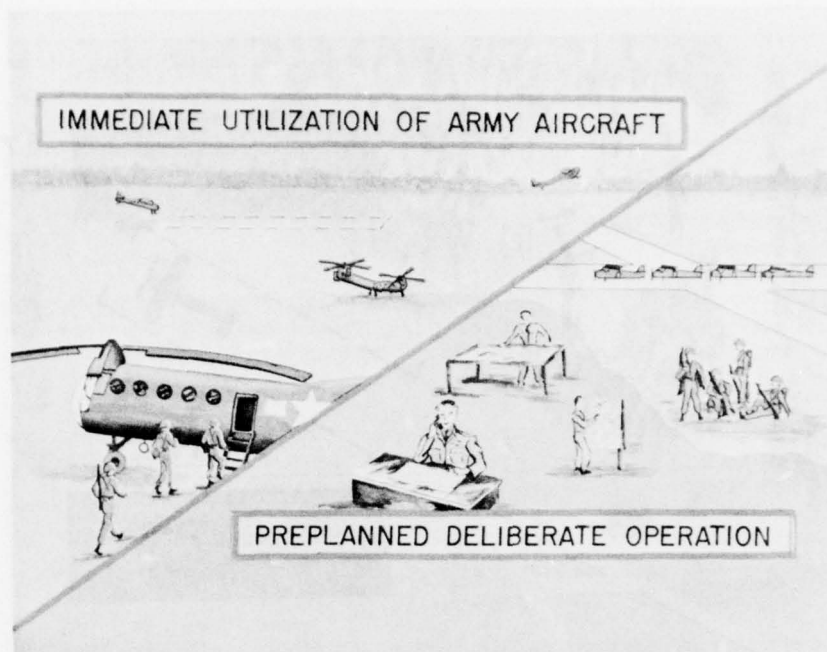 IMMEDIATE UTILIZATION OF ARMY AIRCRAFT
PREPLANNED DELIBERATE OPERATION